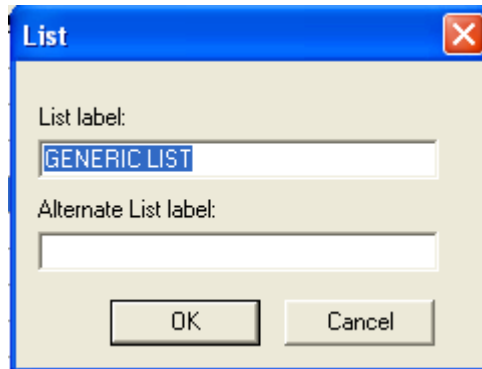 List
List label:
GENERIC LIST
Alternate List label:
OK Cancel